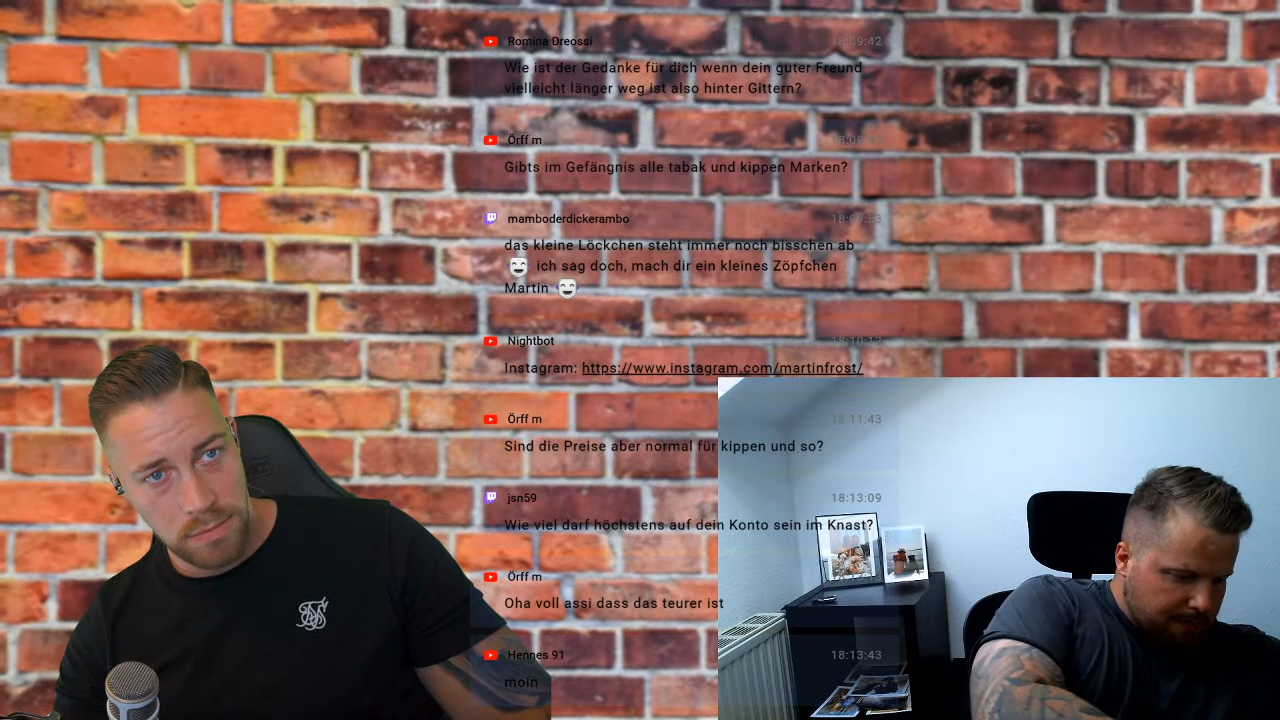 Romina Dreossi 18:09:42
Wie ist der Gedanke für dich wenn dein guter Freund
vielleicht länger weg ist also hinter Gittern?
Örff m
Gibts im Gefängnis alle tabak und kippen Marken?
mamboderdickerambo
das kleine Löckchen steht immer noch bisschen ab
ich sag doch, mach dir ein kleines Zöpfchen
Martin
Nightbot
Instagram: https://www.instagram.com/martinfrost/
Örff m 18:11:43
Sind die Preise aber normal für kippen und so?
jsn59 18:13:09
Wie viel darf höchstens auf dein Konto sein im Knast?
Örff m
Oha voll assi dass das teurer ist
Hennes 91 18:13:43
moin